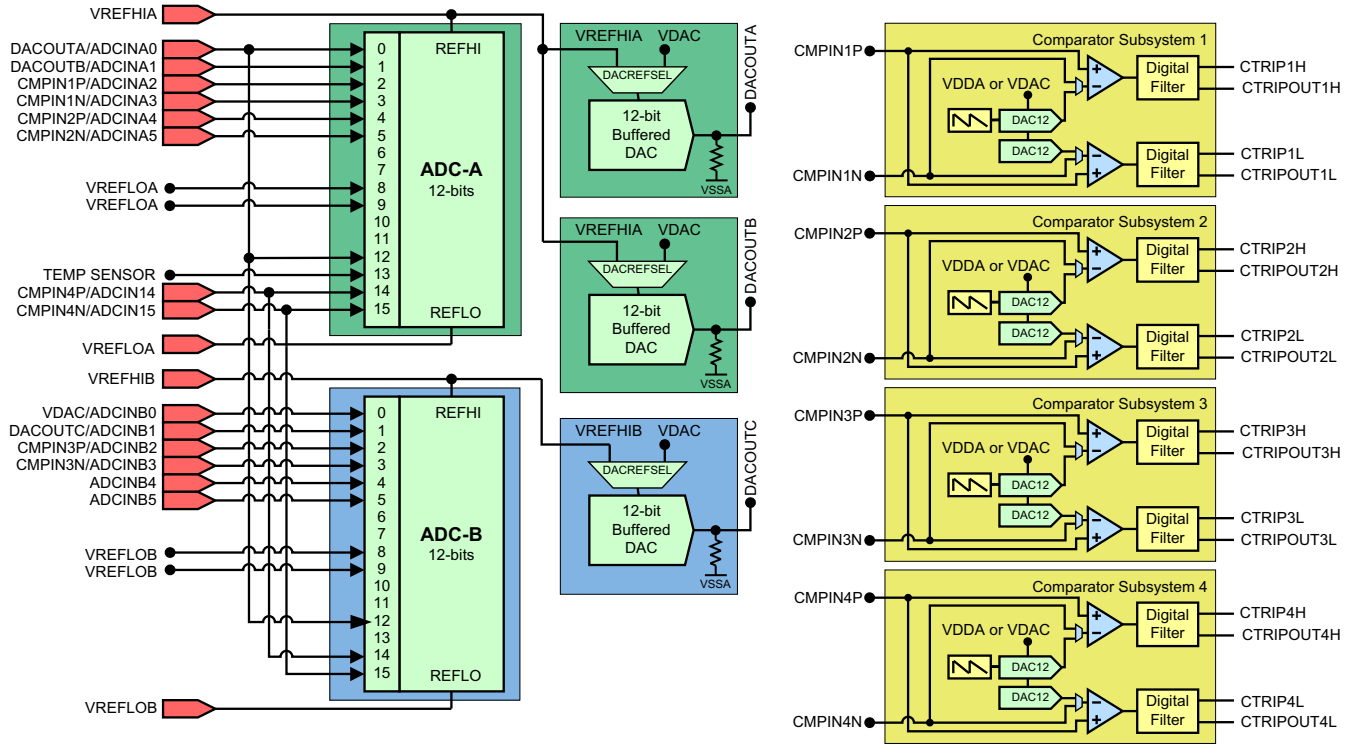 VREFHIA
DACOUTA/ADCINA0
DACOUTB/ADCINA1
CMPIN1P/ADCINA2
CMPIN1N/ADCINA3
CMPIN2P/ADCINA4
CMPIN2N/ADCINA5
VREFLOA
VREFLOA
TEMP SENSOR
CMPIN4P/ADCIN14
CMPIN4N/ADCIN15
VREFLOA
REFHI
0
1
2
3
4
5
6
7
8
9
10
11
12
13
14
15
ADC-A
12-bits
REFLO
VREFHIB
VDAC/ADCINB0
DACOUTC/ADCINB1
CMPIN3P/ADCINB2
CMPIN3N/ADCINB3
ADCINB4
ADCINB5
VREFLOB
VREFLOB
VREFLOB
REFHI
0
1
2
3
4
5
6
7
8
9
10
11
12
13
14
15
ADC-B
12-bits
REFLO
VREFHIA VDAC
DACREFSEL
12-bit
Buffered
DAC
VSSA
DACOUTA
VREFHIA VDAC
DACREFSEL
12-bit
Buffered
DAC
VSSA
DACOUTB
VREFHIB VDAC
DACREFSEL
12-bit
Buffered
DAC
VSSA
DACOUTC
CMPIN1P
CMPIN1N
Comparator Subsystem 1
VDDA or VDAC
DAC12
DAC12
+
−
−
+
Digital
Filter
Digital
Filter
CTRIP1H
CTRIPOUT1H
CTRIP1L
CTRIPOUT1L
CMPIN2P
CMPIN2N
Comparator Subsystem 2
VDDA or VDAC
DAC12
DAC12
+
−
−
+
Digital
Filter
Digital
Filter
CTRIP2H
CTRIPOUT2H
CTRIP2L
CTRIPOUT2L
CMPIN3P
CMPIN3N
Comparator Subsystem 3
VDDA or VDAC
DAC12
DAC12
+
−
−
+
Digital
Filter
Digital
Filter
CTRIP3H
CTRIPOUT3H
CTRIP3L
CTRIPOUT3L
CMPIN4P
CMPIN4N
Comparator Subsystem 4
VDDA or VDAC
DAC12
DAC12
+
−
−
+
Digital
Filter
Digital
Filter
CTRIP4H
CTRIPOUT4H
CTRIP4L
CTRIPOUT4L